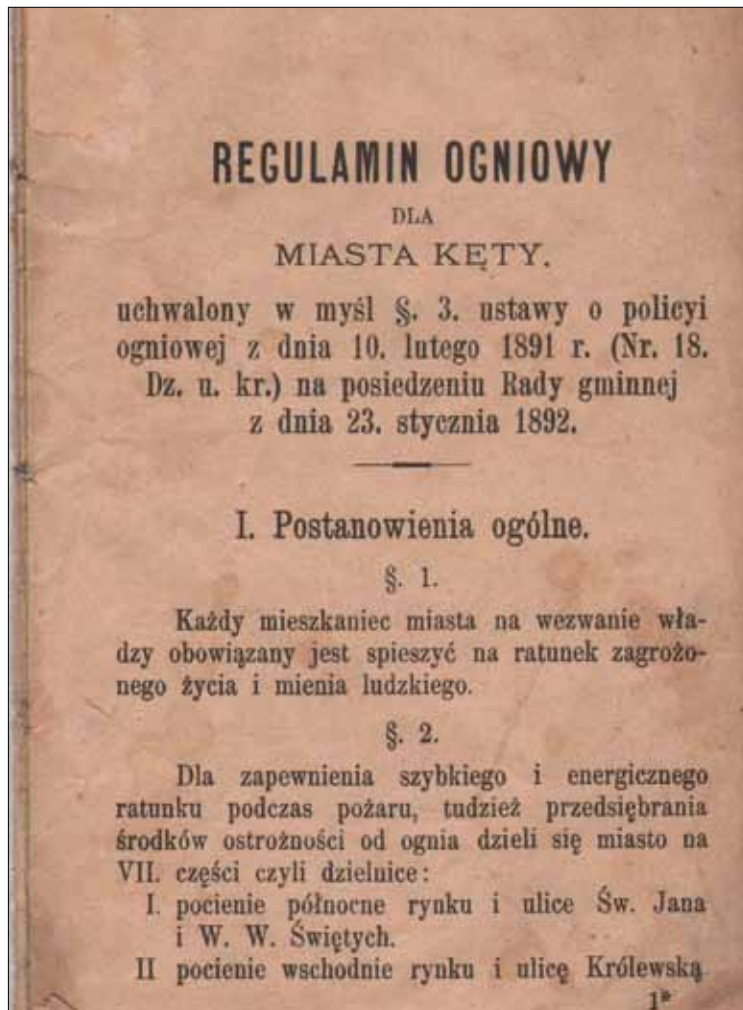 REGULAMIN OGNIOWY
DLA
MIASTA KĘTY.
uchwalony w myśl §. 3. ustawy o policyi
ogniowej z dnia 10. lutego 1891 r. (Nr. 18.
Dz. u. kr.) na posiedzeniu Rady gminnej
z dnia 23. stycznia 1892.
I. Postanowienia ogólne.
§. 1.
Każdy mieszkaniec miasta na wezwanie wła-
dzy obowiązany jest spieszyć na ratunek zagrożo-
nego życia i mienia ludzkiego.
§. 2.
Dla zapewnienia szybkiego i energicznego
ratunku podczas pożaru, tudzież przedsiębrania
środków ostrożności od ognia dzieli się miasto na
VII. części czyli dzielnice:
I. pocienie północne rynku i ulice Św. Jana
i W. W. Świętych.
II pocienie wschodnie rynku i ulicę Królewską
1*